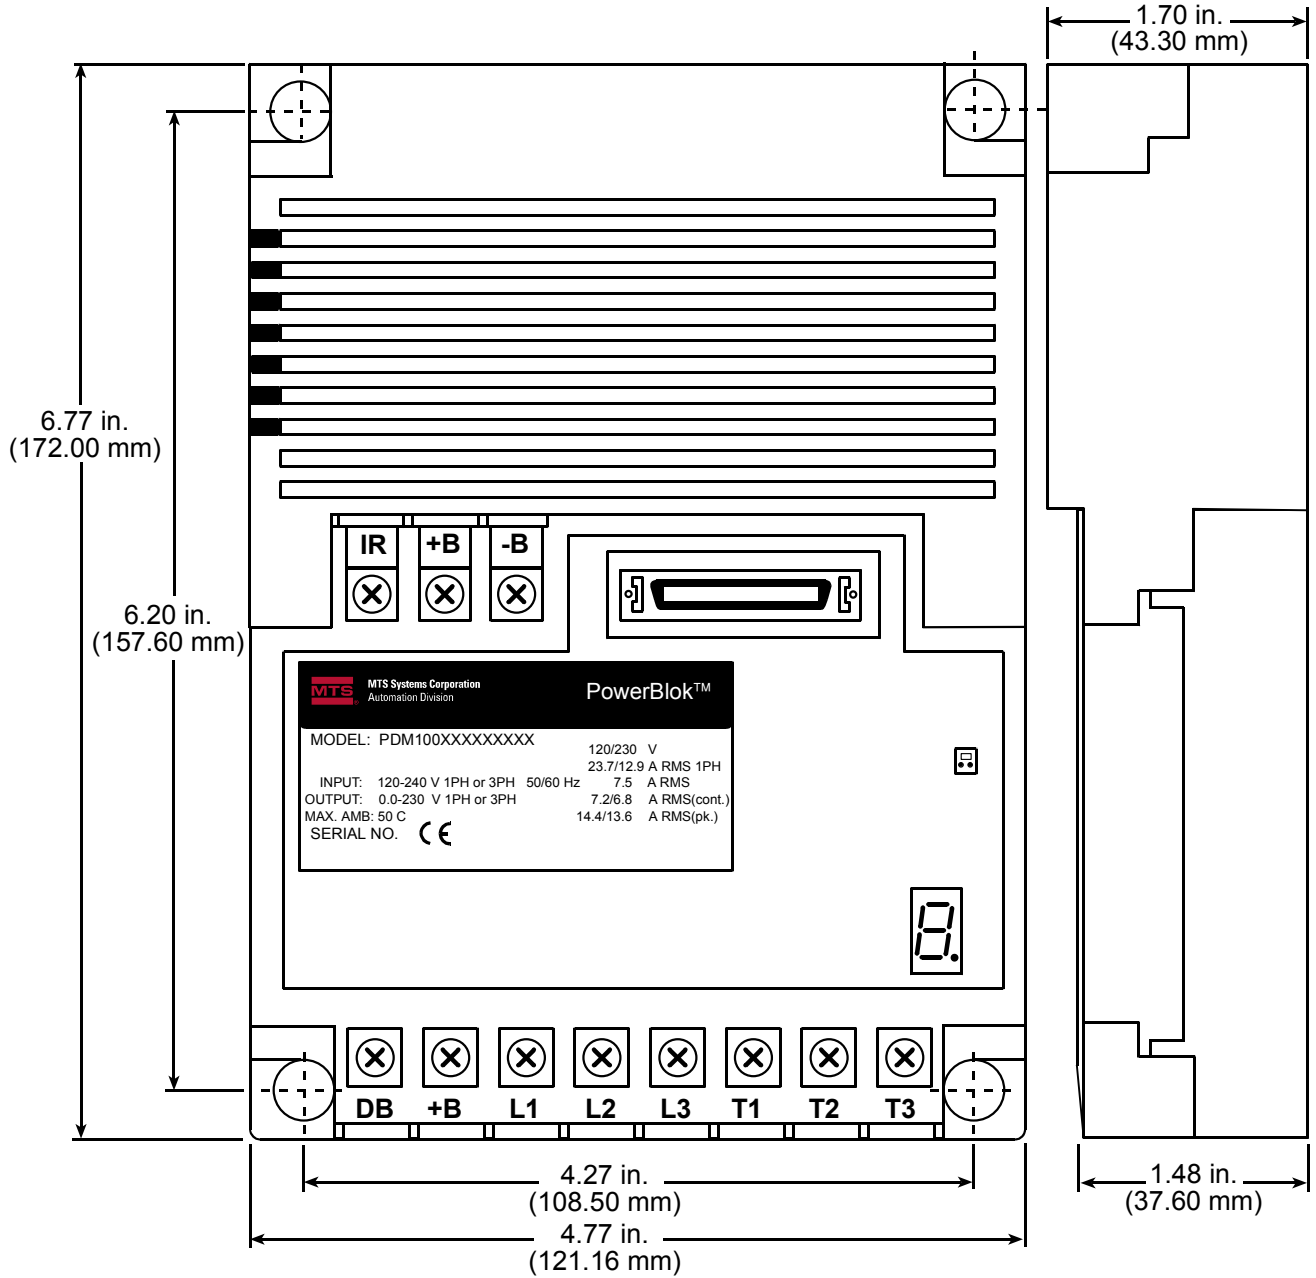 1.70 in.
(43.30 mm)
6.77 in.
(172.00 mm)
6.20 in.
(157.60 mm)
IR +B -B
MTS
MTS Systems Corporation
Automation Division
PowerBlok™
MODEL: PDM100XXXXXXXXX
120/230 V
23.7/12.9 A RMS 1PH
INPUT: 120-240 V 1PH or 3PH 50/60 Hz 7.5 A RMS
OUTPUT: 0.0-230 V 1PH or 3PH 7.2/6.8 A RMS(cont.)
MAX. AMB: 50 C 14.4/13.6 A RMS(pk.)
SERIAL NO. CE
8.
DB +B L1 L2 L3 T1 T2 T3
4.27 in.
(108.50 mm)
4.77 in.
(121.16 mm)
1.48 in.
(37.60 mm)